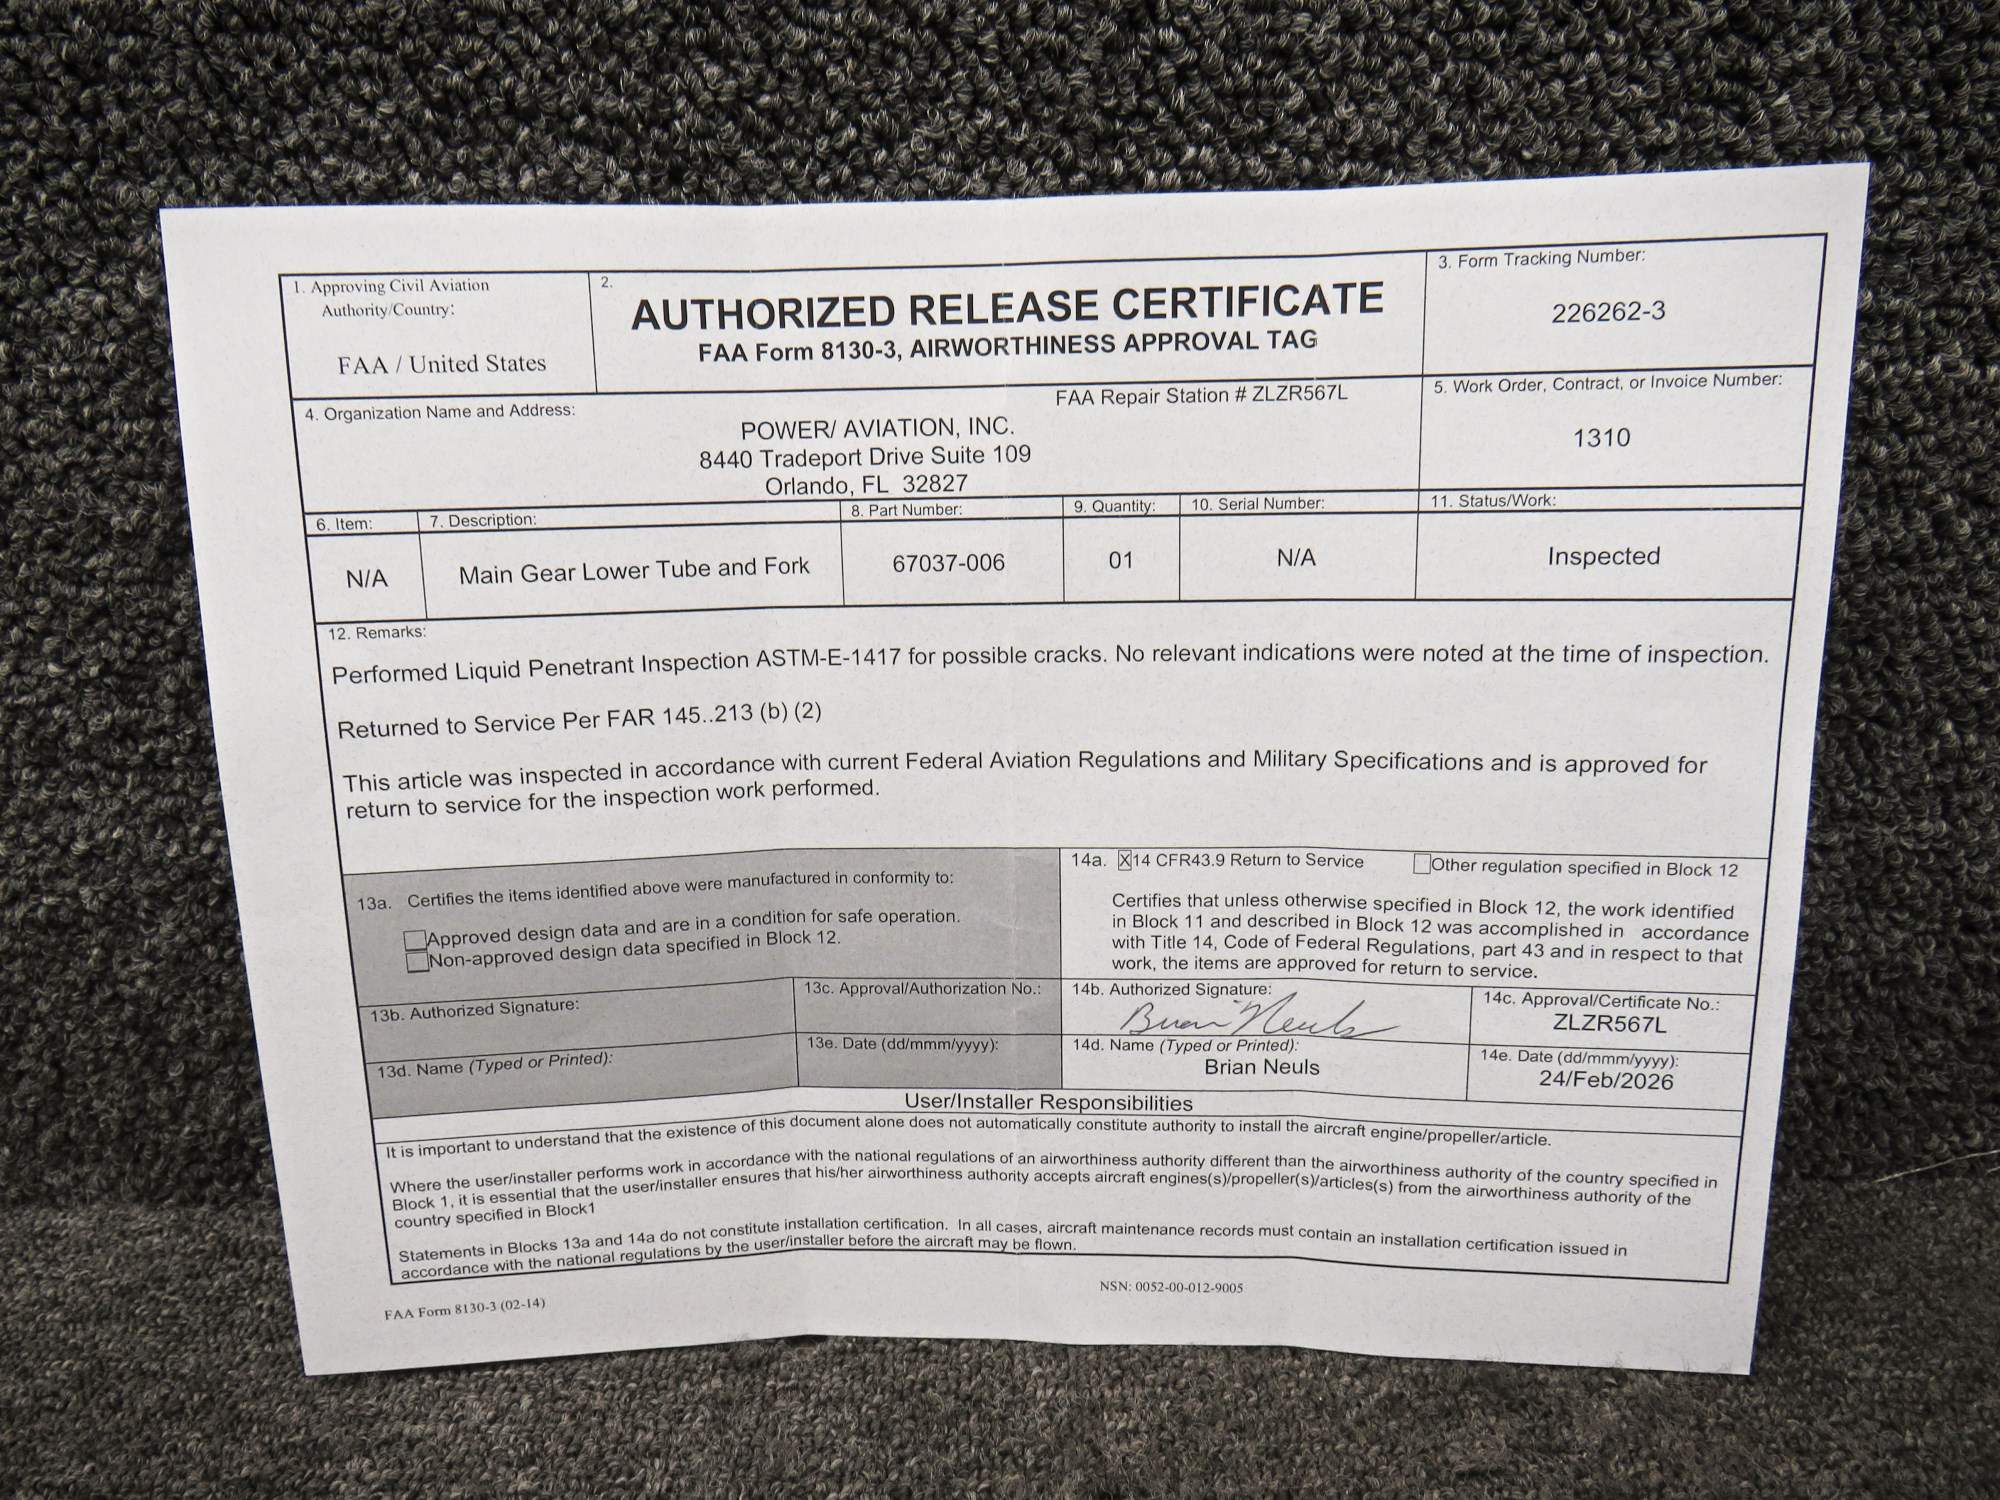 1. Approving Civil Aviation
Authority/Country:
FAA / United States
2.
AUTHORIZED RELEASE CERTIFICATE
FAA Form 8130-3, AIRWORTHINESS APPROVAL TAG
3. Form Tracking Number:
226262-3
4. Organization Name and Address:
FAA Repair Station # ZLZR567L
POWER/ AVIATION, INC.
8440 Tradeport Drive Suite 109
Orlando, FL 32827
5. Work Order, Contract, or Invoice Number:
1310
6. Item:
N/A
7. Description:
Main Gear Lower Tube and Fork
8. Part Number:
67037-006
9. Quantity:
01
10. Serial Number:
N/A
11. Status/Work:
Inspected
12. Remarks:
Performed Liquid Penetrant Inspection ASTM-E-1417 for possible cracks. No relevant indications were noted at the time of inspection.
Returned to Service Per FAR 145..213 (b) (2)
This article was inspected in accordance with current Federal Aviation Regulations and Military Specifications and is approved for
return to service for the inspection work performed.
13a. Certifies the items identified above were manufactured in conformity to:
Approved design data and are in a condition for safe operation.
Non-approved design data specified in Block 12.
14a. X 14 CFR43.9 Return to Service
Other regulation specified in Block 12
Certifies that unless otherwise specified in Block 12, the work identified
in Block 11 and described in Block 12 was accomplished in accordance
with Title 14, Code of Federal Regulations, part 43 and in respect to that
work, the items are approved for return to service.
13b. Authorized Signature:
13c. Approval/Authorization No.:
14b. Authorized Signature:
Brian Neuls
14c. Approval/Certificate No.:
ZLZR567L
13d. Name (Typed or Printed):
13e. Date (dd/mmm/yyyy):
14d. Name (Typed or Printed):
Brian Neuls
14e. Date (dd/mmm/yyyy):
24/Feb/2026
User/Installer Responsibilities
It is important to understand that the existence of this document alone does not automatically constitute authority to install the aircraft engine/propeller/article.
Where the user/installer performs work in accordance with the national regulations of an airworthiness authority different than the airworthiness authority of the country specified in
Block 1, it is essential that the user/installer ensures that his/her airworthiness authority accepts aircraft engines(s)/propeller(s)/articles(s) from the airworthiness authority of the
country specified in Block1
Statements in Blocks 13a and 14a do not constitute installation certification. In all cases, aircraft maintenance records must contain an installation certification issued in
accordance with the national regulations by the user/installer before the aircraft may be flown.
FAA Form 8130-3 (02-14)
NSN: 0052-00-012-9005